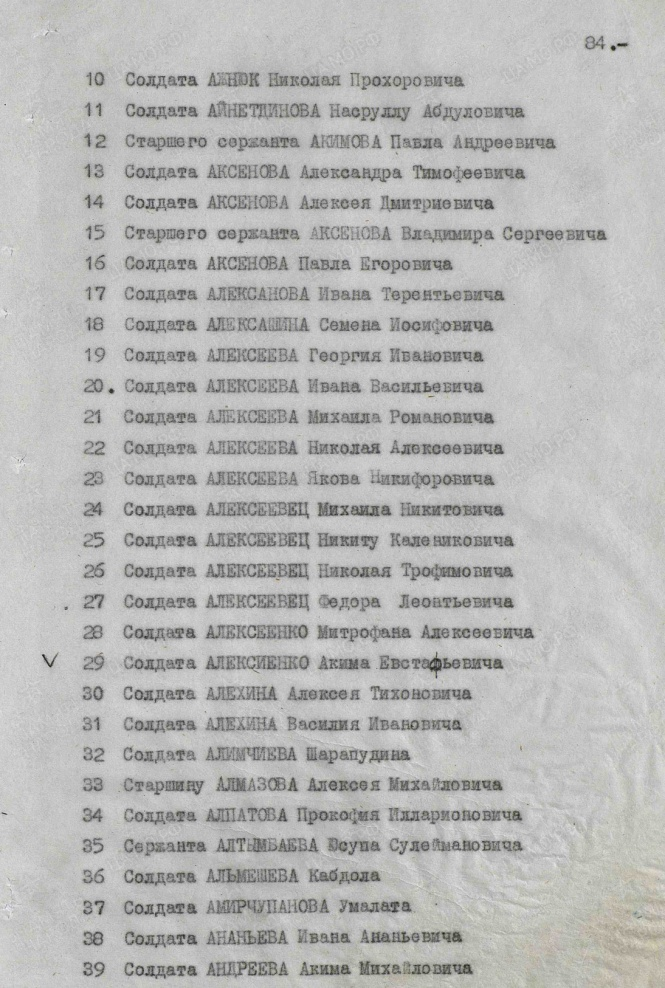 84.-
10 Солдата АЖНЮК Николая Прохоровича
11 Солдата АЙНЕТДИНОВА Насруллу Абдуловича
12 Старшего сержанта АКИМОВА Павла Андреевича
13 Солдата АКСЕНОВА Александра Тимофеевича
14 Солдата АКСЕНОВА Алексея Дмитриевича
15 Старшего сержанта АКСЕНОВА Владимира Сергеевича
16 Солдата АКСЕНОВА Павла Егоровича
17 Солдата АЛЕКСАНОВА Ивана Терентьевича
18 Солдата АЛЕКСАШИНА Семена Иосифовича
19 Солдата АЛЕКСЕЕВА Георгия Ивановича
20. Солдата АЛЕКСЕЕВА Ивана Васильевича
21 Солдата АЛЕКСЕЕВА Михаила Романовича
22 Солдата АЛЕКСЕЕВА Николая Алексеевича
23 Солдата АЛЕКСЕЕВА Якова Никифоровича
24 Солдата АЛЕКСЕЕВЕЦ Михаила Никитовича
25 Солдата АЛЕКСЕЕВЕЦ Никиту Калениковича
26 Солдата АЛЕКСЕЕВЕЦ Николая Трофимовича
27 Солдата АЛЕКСЕЕВЕЦ Федора Леонтьевича
28 Солдата АЛЕКСЕЕНКО Митрофана Алексеевича
29 Солдата АЛЕКСИЕНКО Акима Евстафьевича
30 Солдата АЛЕХИНА Алексея Тихоновича
31 Солдата АЛЕХИНА Василия Ивановича
32 Солдата АЛИМЧИЕВА Шарапудина
33 Старшину АЛМАЗОВА Алексея Михайловича
34 Солдата АЛПАТОВА Прокофия Илларионовича
35 Сержанта АЛТЫМБАЕВА Юсупа Сулеймановича
36 Солдата АЛЬМЕШЕВА Кабдола
37 Солдата АМИРЧУПАНОВА Умалата
38 Солдата АНАНЬЕВА Ивана Ананьевича
39 Солдата АНДРЕЕВА Акима Михайловича